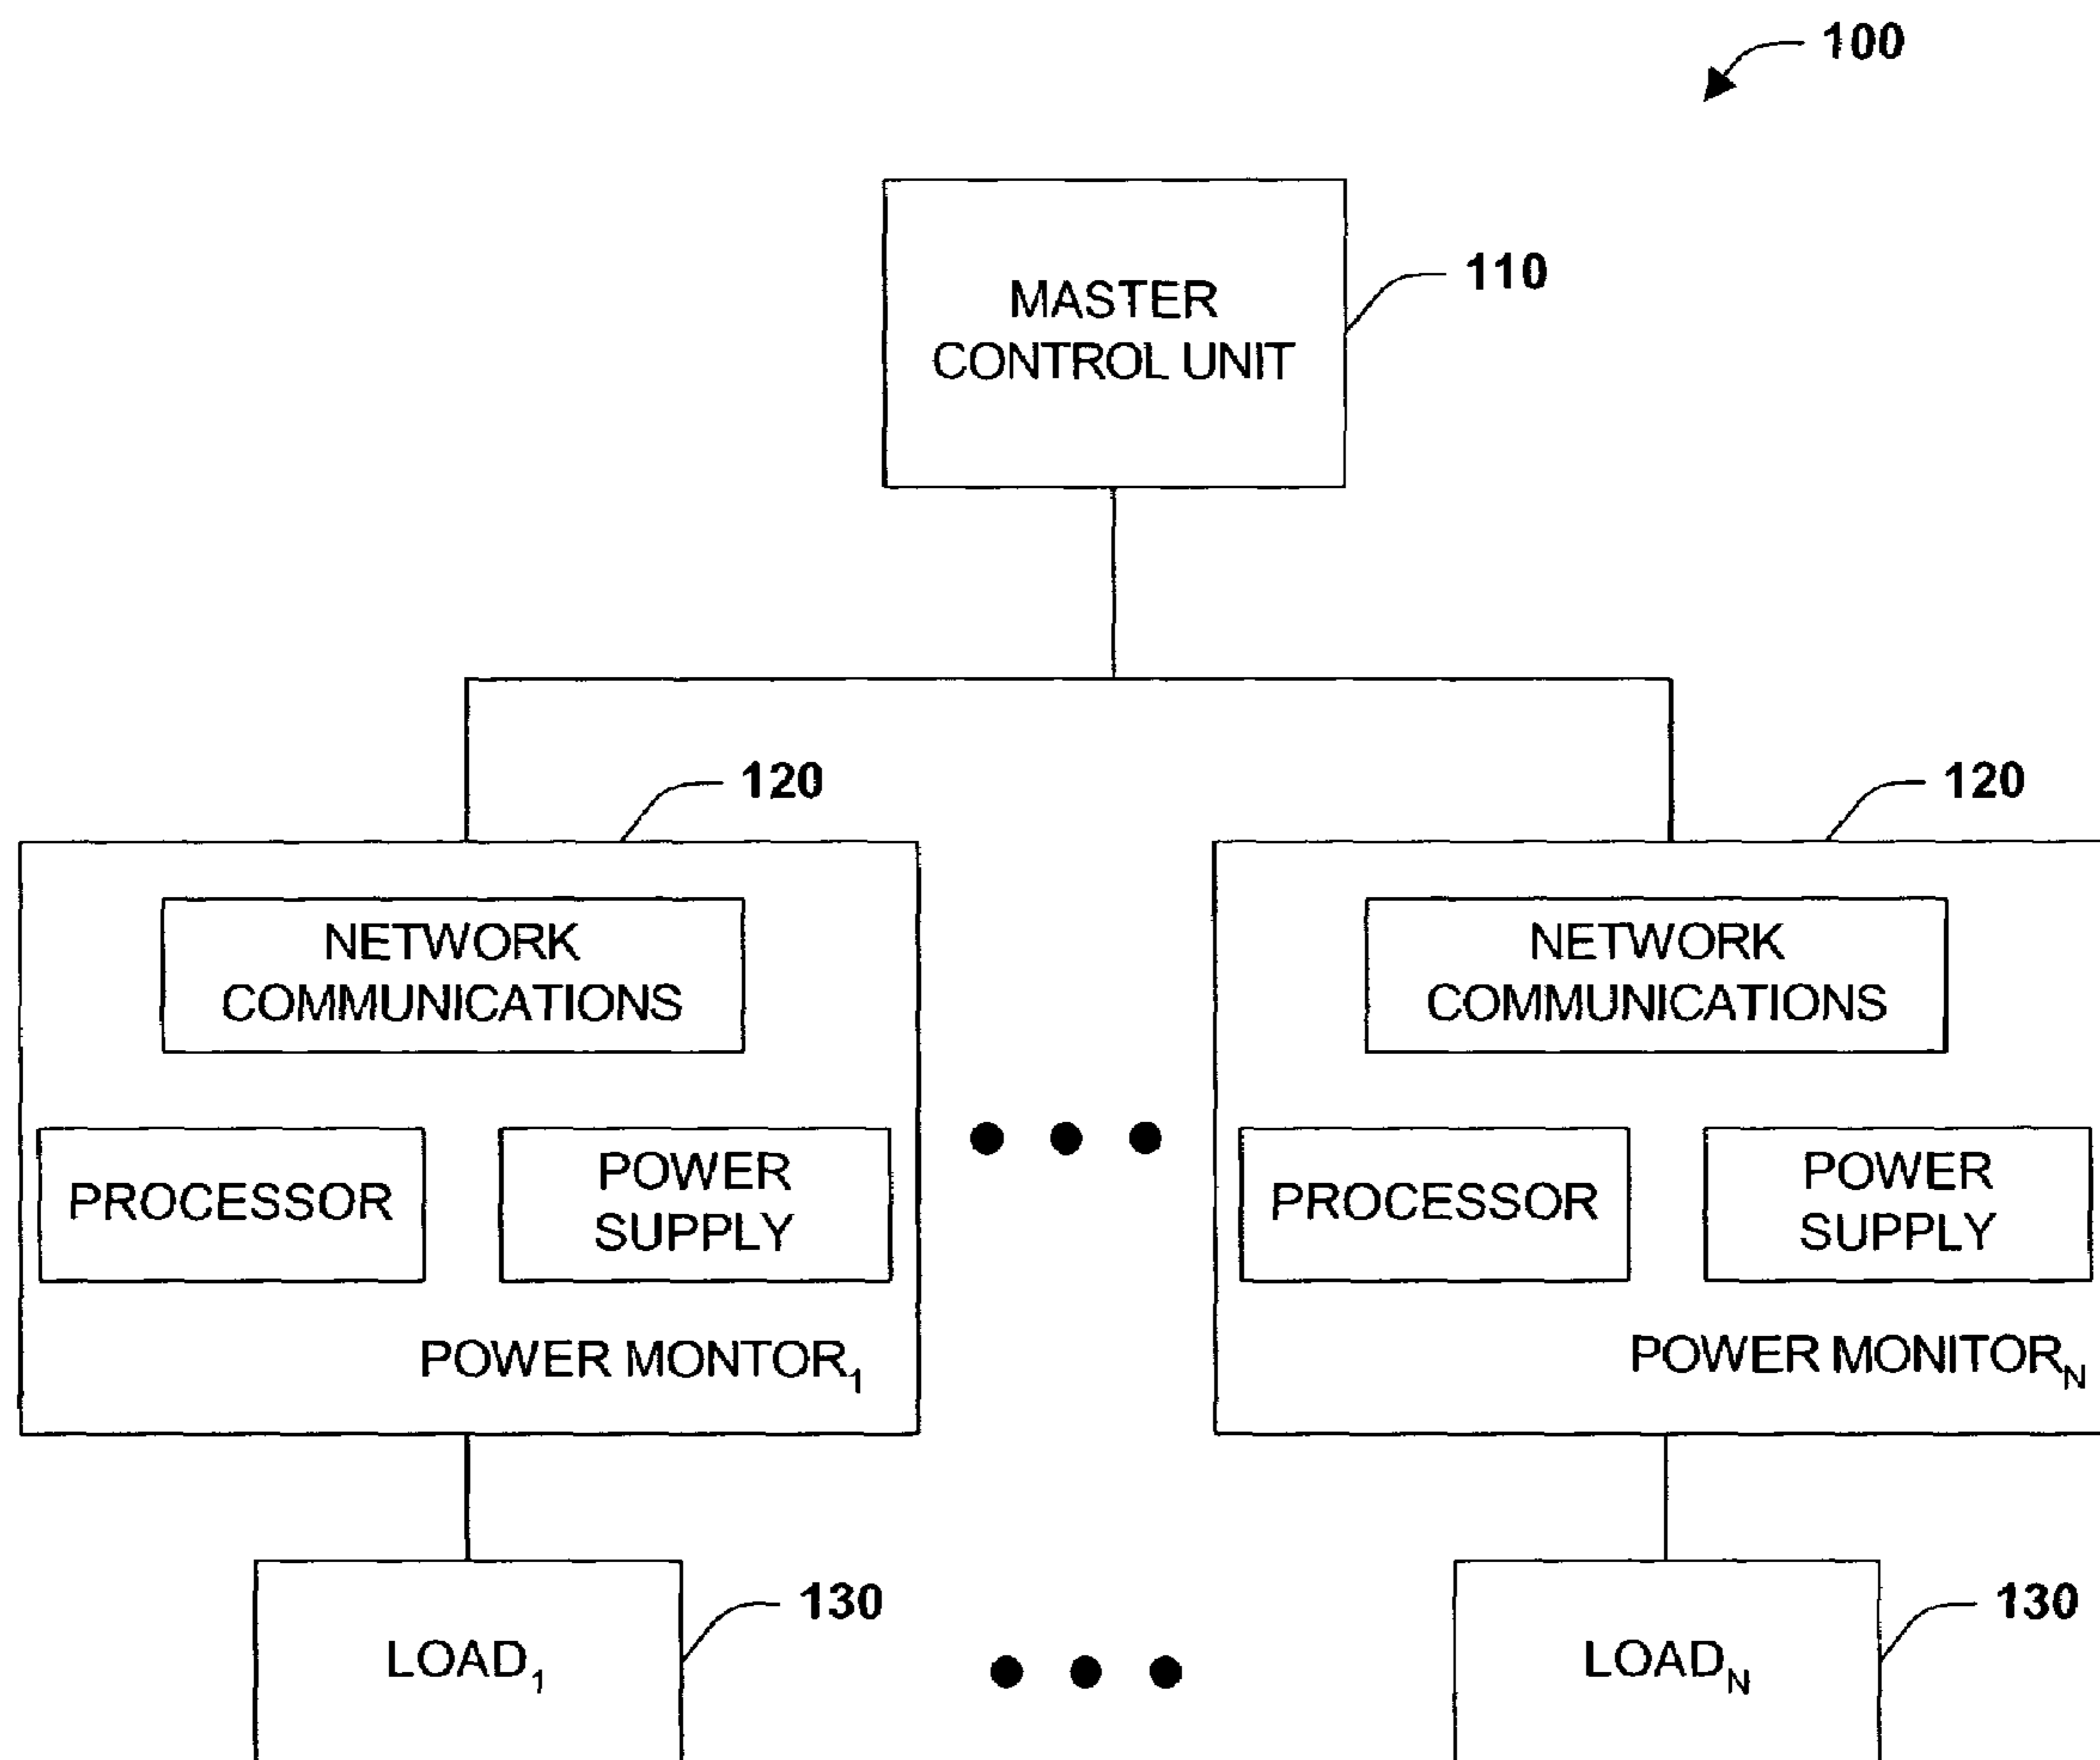 100
MASTER
CONTROL UNIT
110
120
120
NETWORK
COMMUNICATIONS
NETWORK
COMMUNICATIONS
PROCESSOR
POWER
SUPPLY
PROCESSOR
POWER
SUPPLY
POWER MONTOR1
POWER MONITORN
LOAD1
130
LOADN
130